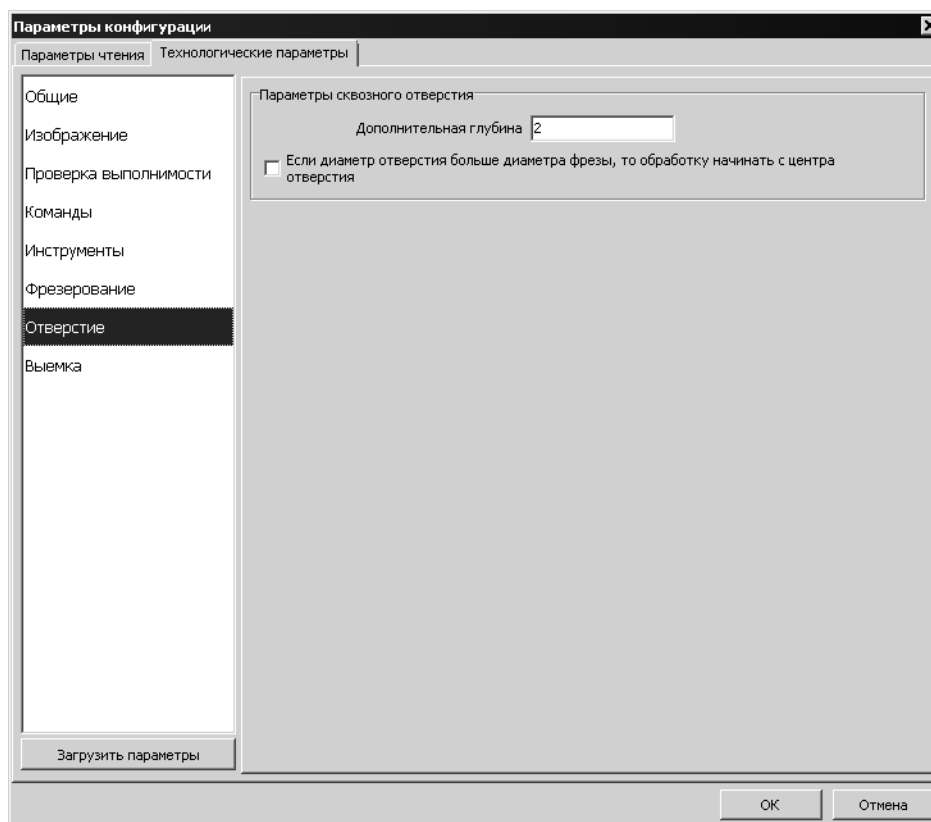 Параметры конфигурации
Параметры чтения Технологические параметры
Общие
Изображение
Проверка выполнимости
Команды
Инструменты
Фрезерование
Отверстие
Выемка
Загрузить параметры
Параметры сквозного отверстия
Дополнительная глубина 2
Если диаметр отверстия больше диаметра фрезы, то обработку начинать с центра
отверстия
OK Отмена